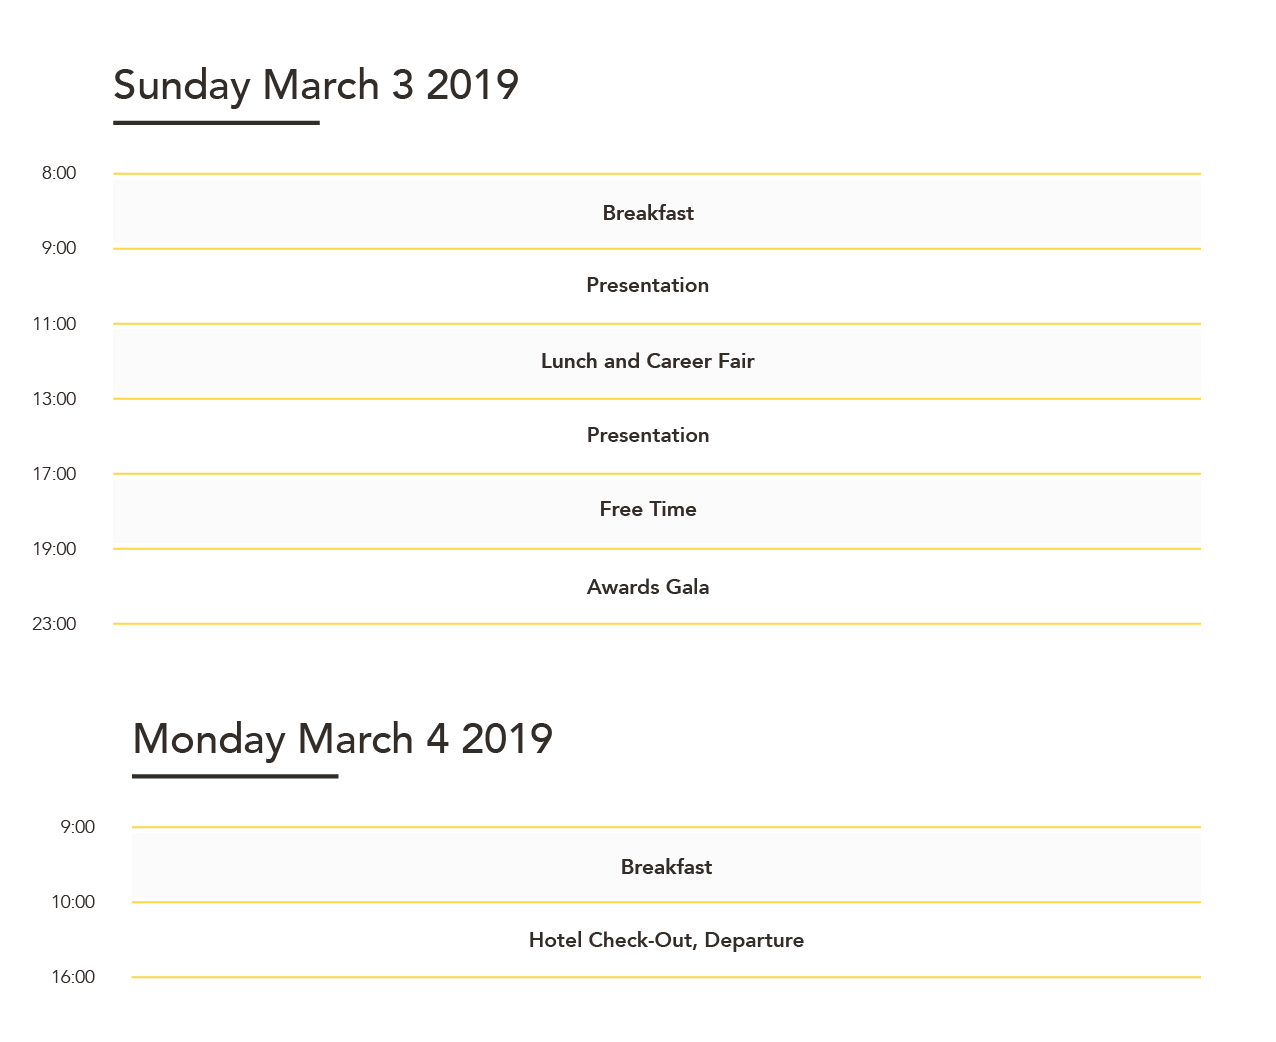 Sunday March 3 2019
8:00
Breakfast
9:00
Presentation
11:00
Lunch and Career Fair
13:00
Presentation
17:00
Free Time
19:00
Awards Gala
23:00
Monday March 4 2019
9:00
Breakfast
10:00
Hotel Check-Out, Departure
16:00